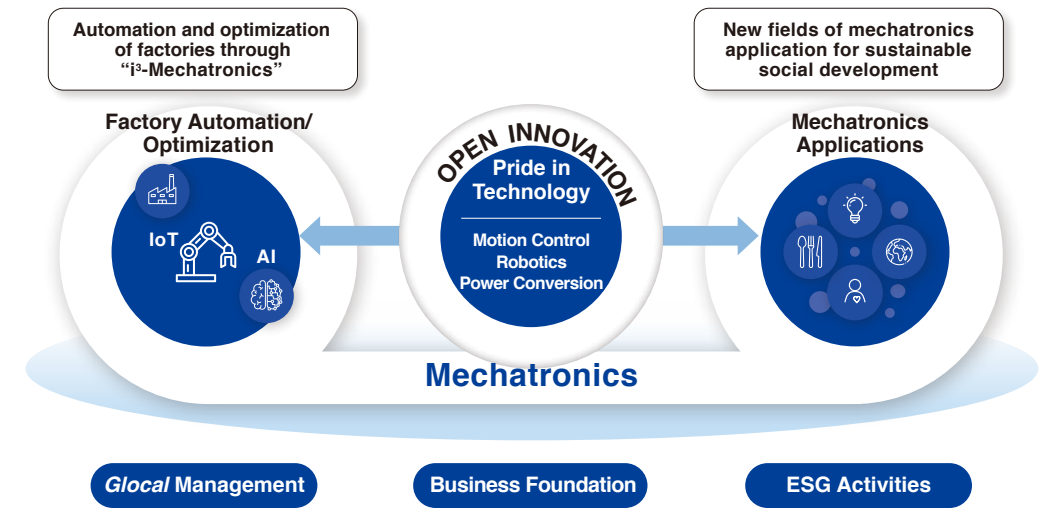 Automation and optimization
of factories through
“i³-Mechatronics”
New fields of mechatronics
application for sustainable
social development
Factory Automation/
Optimization
IoT
AI
OPEN INNOVATION
Pride in
Technology
Motion Control
Robotics
Power Conversion
Mechatronics
Applications
Mechatronics
Glocal Management
Business Foundation
ESG Activities